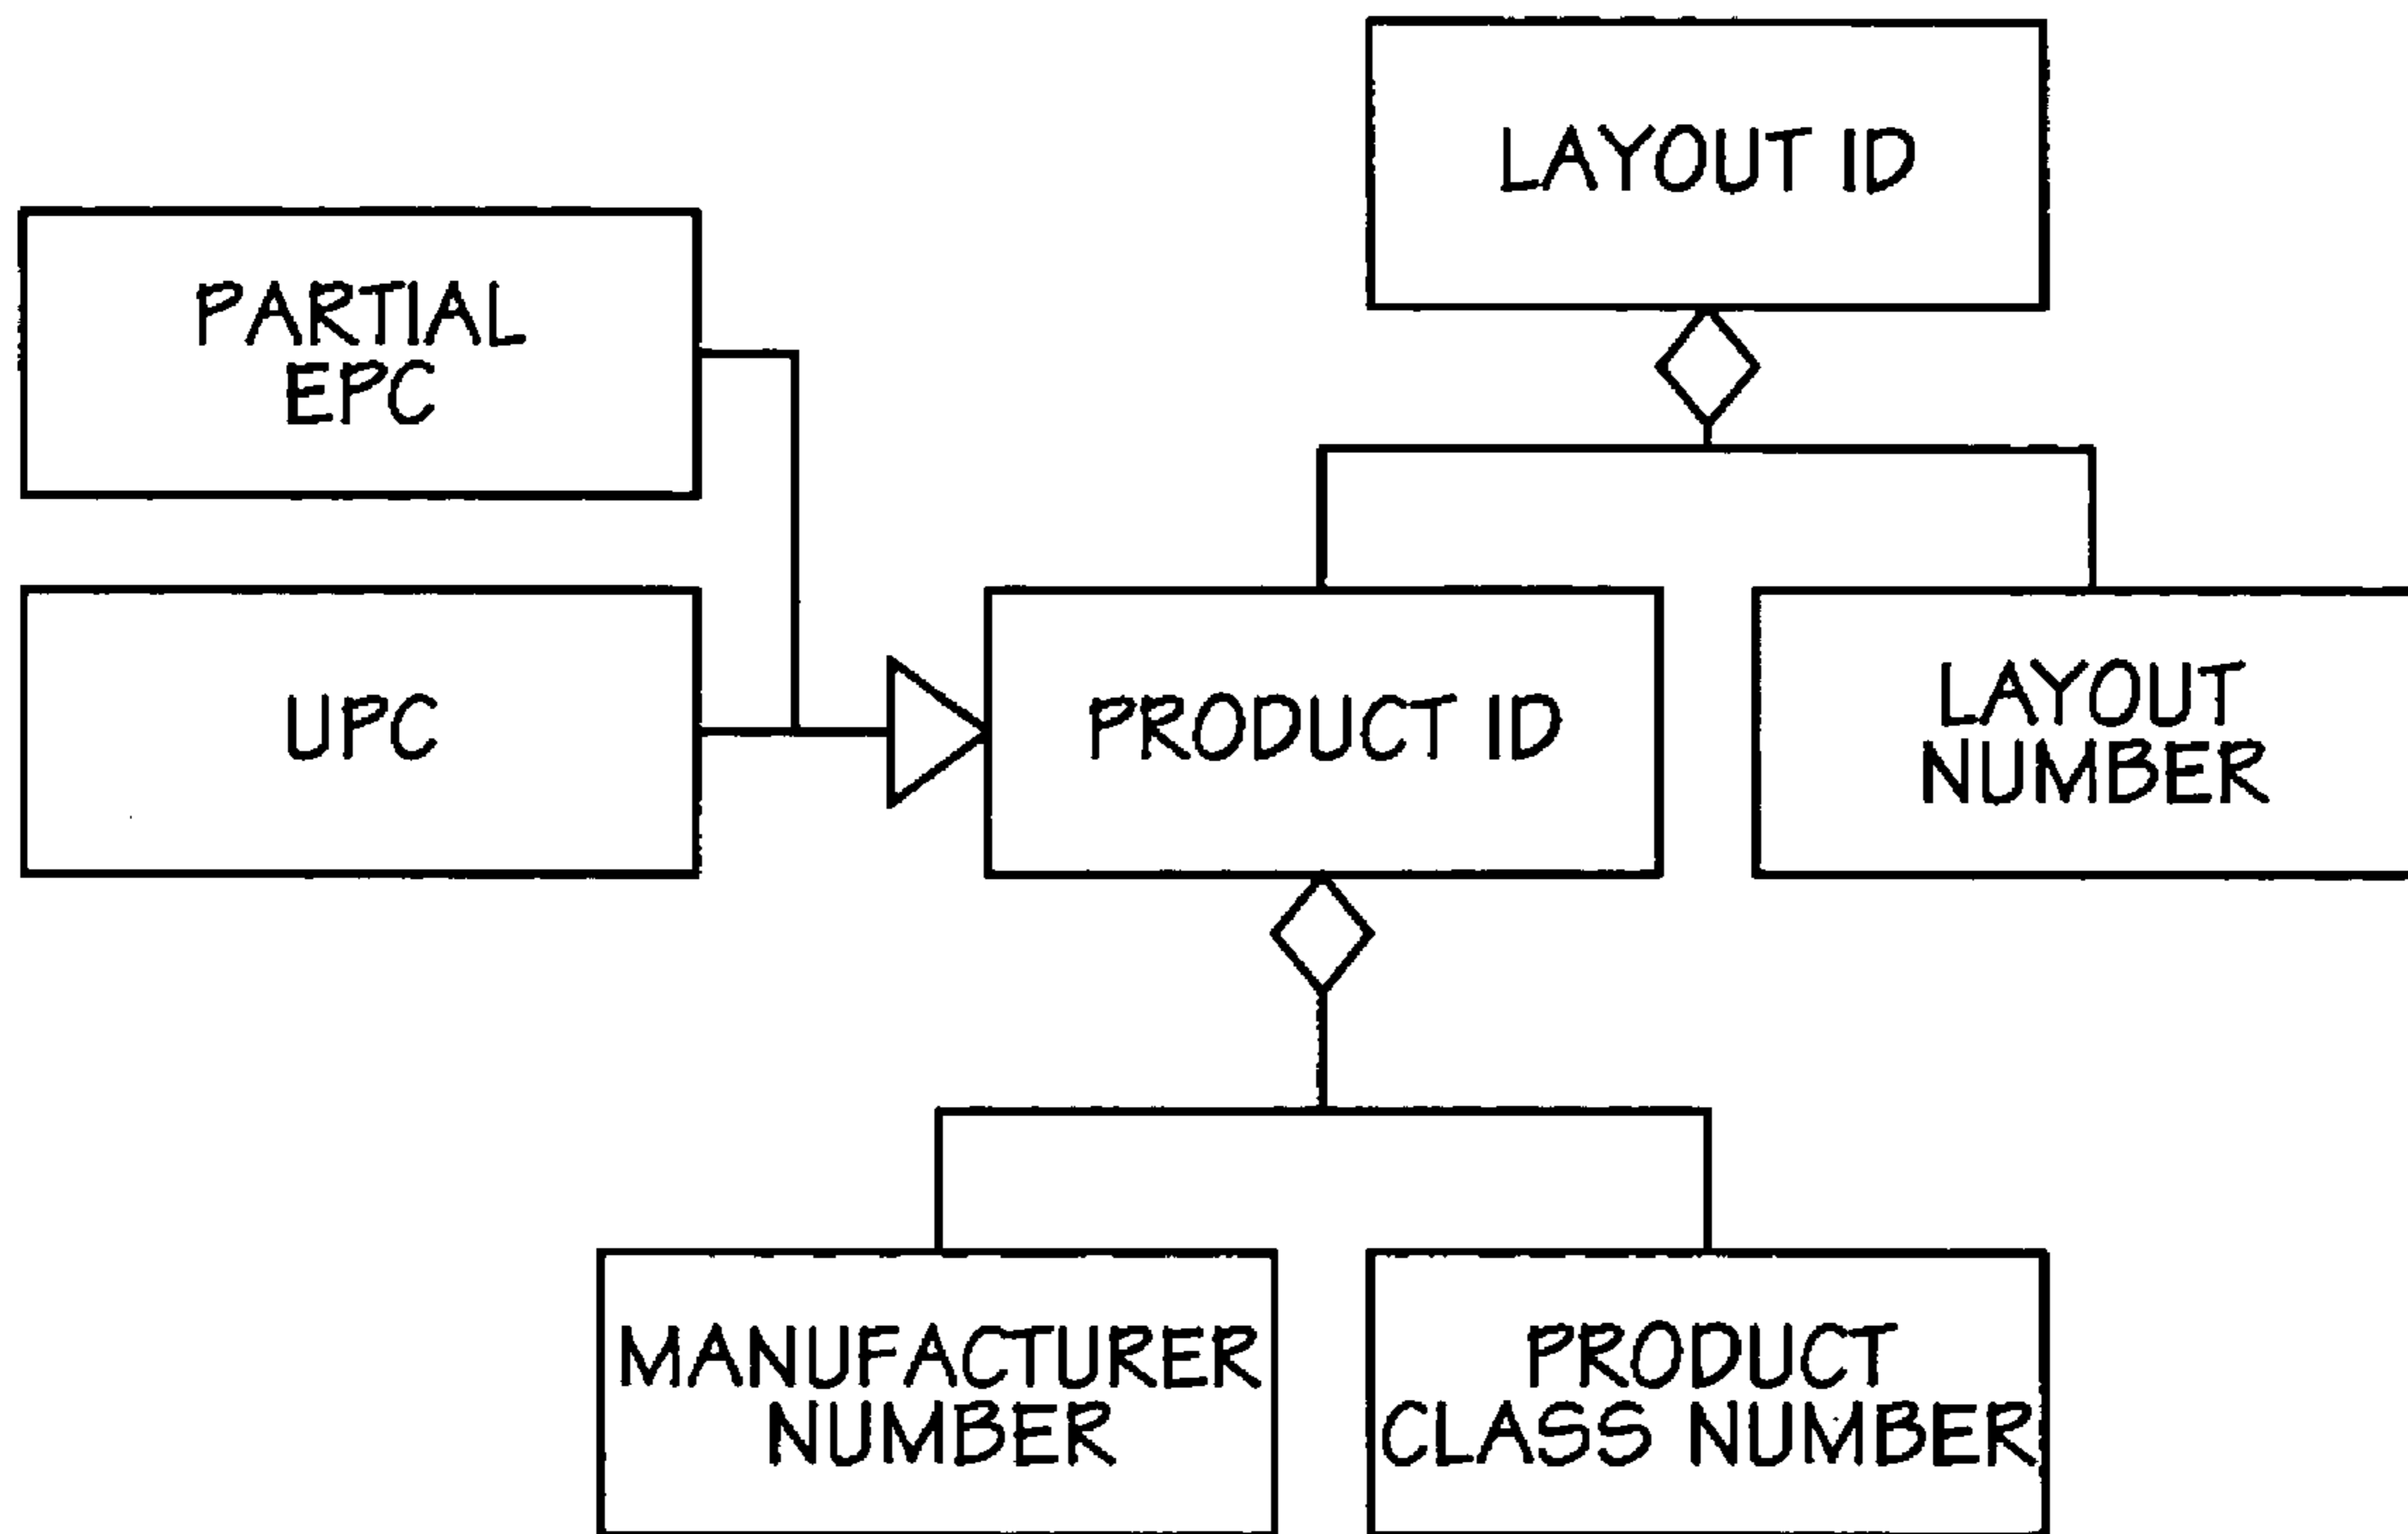 LAYOUT ID
PARTIAL
EPC
UPC
PRODUCT ID
LAYOUT
NUMBER
MANUFACTURER
NUMBER
PRODUCT
CLASS NUMBER